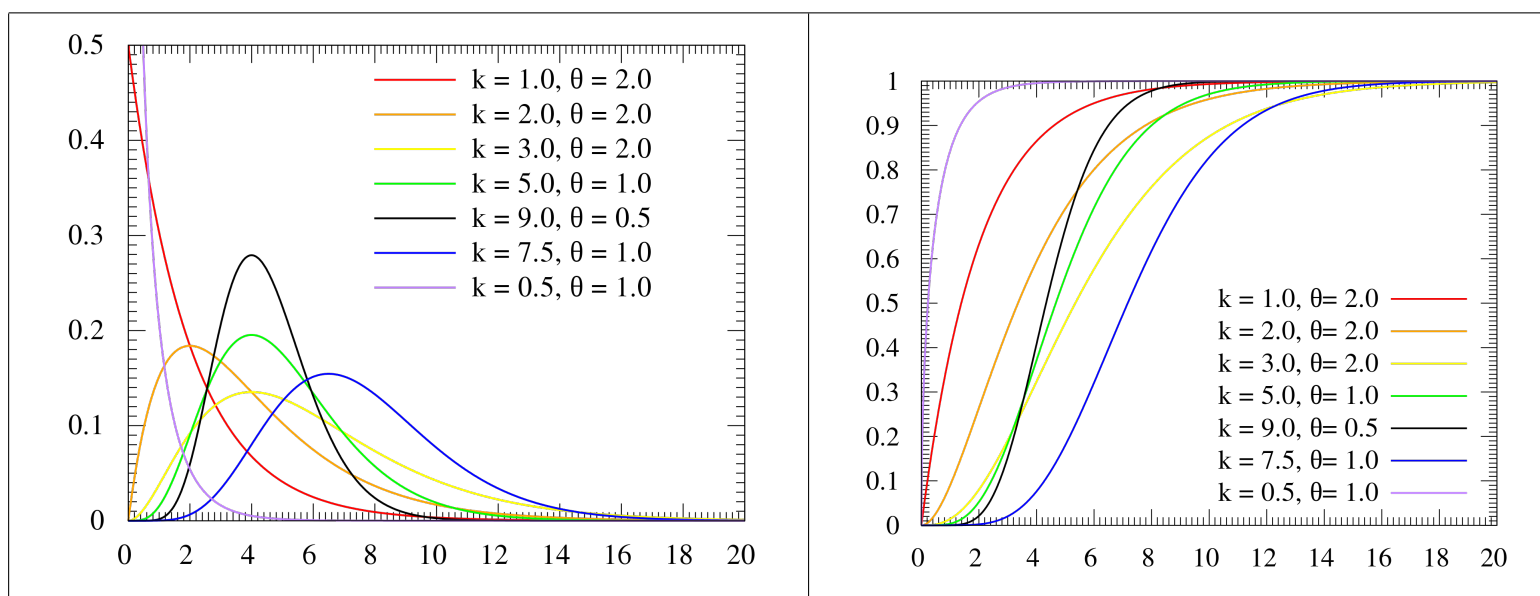 0.5
0.4
0.3
0.2
0.1
0
0 2 4 6 8 10 12 14 16 18 20
k = 1.0, θ = 2.0
k = 2.0, θ = 2.0
k = 3.0, θ = 2.0
k = 5.0, θ = 1.0
k = 9.0, θ = 0.5
k = 7.5, θ = 1.0
k = 0.5, θ = 1.0
1
0.9
0.8
0.7
0.6
0.5
0.4
0.3
0.2
0.1
0
0 2 4 6 8 10 12 14 16 18 20
k = 1.0, θ= 2.0
k = 2.0, θ= 2.0
k = 3.0, θ= 2.0
k = 5.0, θ= 1.0
k = 9.0, θ= 0.5
k = 7.5, θ= 1.0
k = 0.5, θ= 1.0